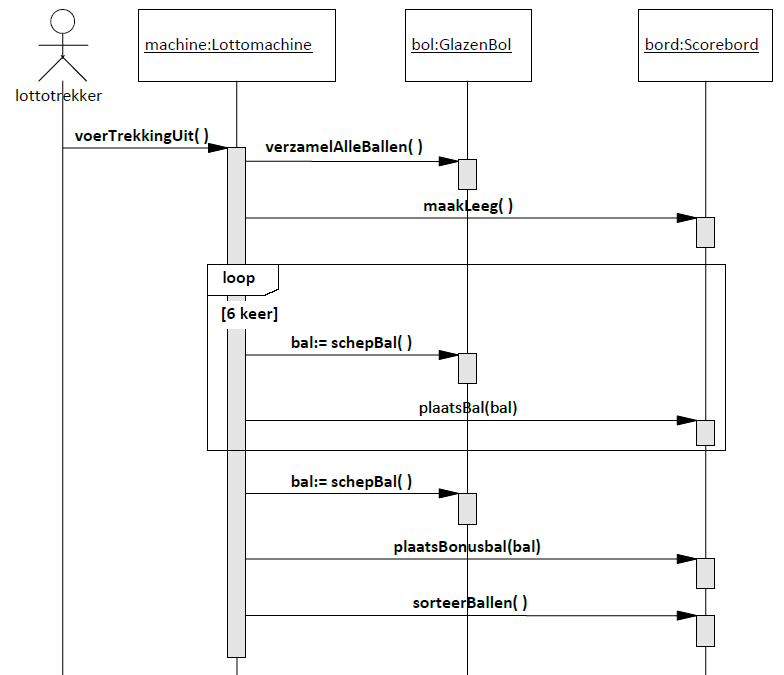 machine:Lottomachine
bol:GlazenBol
bord:Scorebord
lottotrekker
voerTrekkingUit( )
verzamelAlleBallen( )
maakLeeg( )
loop
[6 keer]
bal:= schepBal( )
plaatsBal(bal)
bal:= schepBal( )
plaatsBonusbal(bal)
sorteerBallen( )